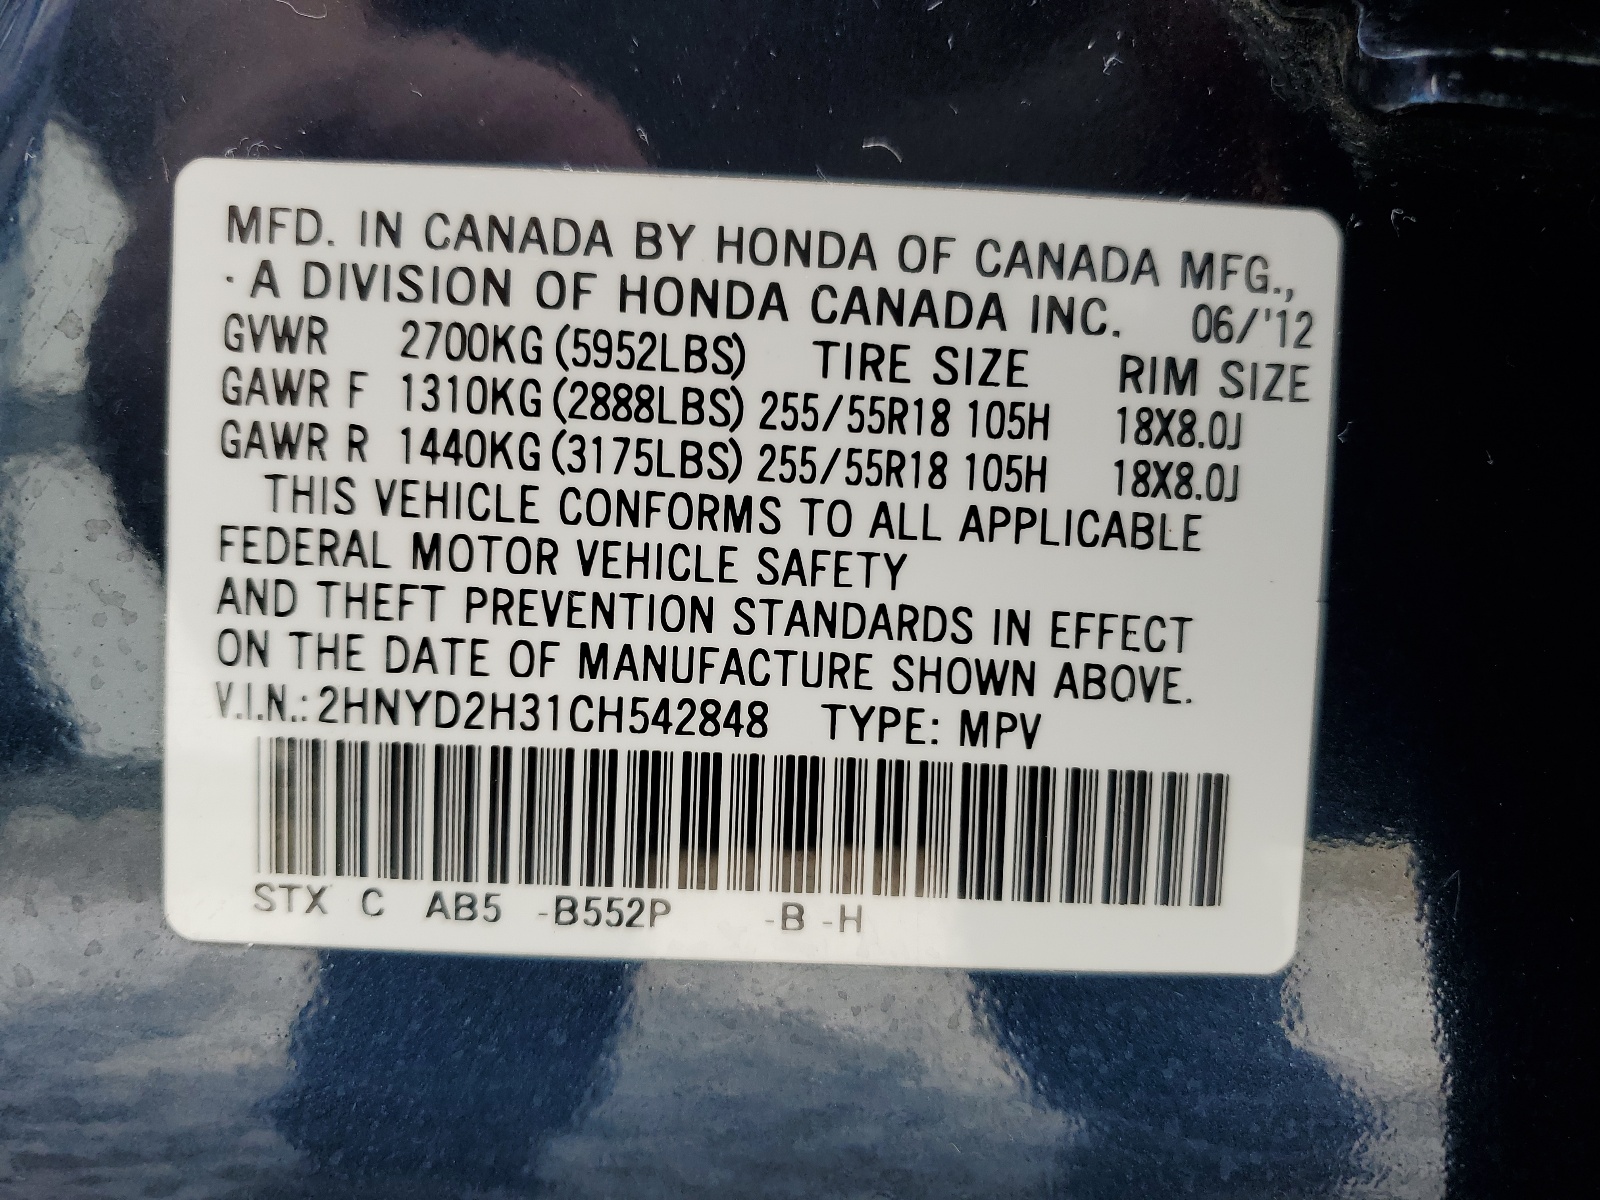 MFD. IN CANADA BY HONDA OF CANADA MFG.,
· A DIVISION OF HONDA CANADA INC. 06/'12
GVWR 2700KG (5952LBS) TIRE SIZE RIM SIZE
GAWR F 1310KG (2888LBS) 255/55R18 105H 18X8.0J
GAWR R 1440KG (3175LBS) 255/55R18 105H 18X8.0J
THIS VEHICLE CONFORMS TO ALL APPLICABLE
FEDERAL MOTOR VEHICLE SAFETY
AND THEFT PREVENTION STANDARDS IN EFFECT
ON THE DATE OF MANUFACTURE SHOWN ABOVE.
V.I.N.: 2HNYD2H31CH542848 TYPE: MPV
STX C AB5 -B552P -B -H